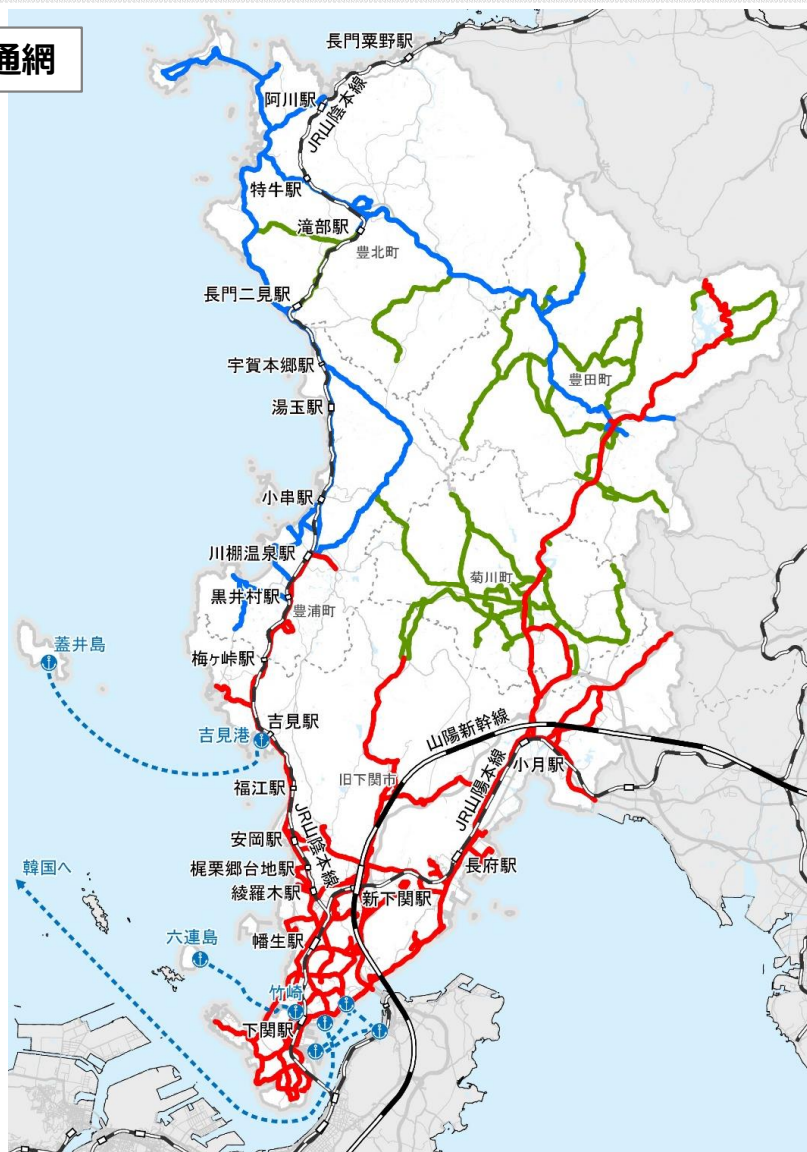 通網
長門粟野駅
阿川駅
JR山陰本線
特牛駅
滝部駅
豊北町
長門二見駅
宇賀本郷駅
豊田町
湯玉駅
小串駅
川棚温泉駅
菊川町
黒井村駅
豊浦町
蓋井島
梅ヶ峠駅
吉見駅
吉見港
山陽新幹線
小月駅
旧下関市
福江駅
JR山陽本線
JR山陰本線
安岡駅
長府駅
梶栗郷台地駅
韓国へ
綾羅木駅
新下関駅
六連島
幡生駅
竹崎
下関駅